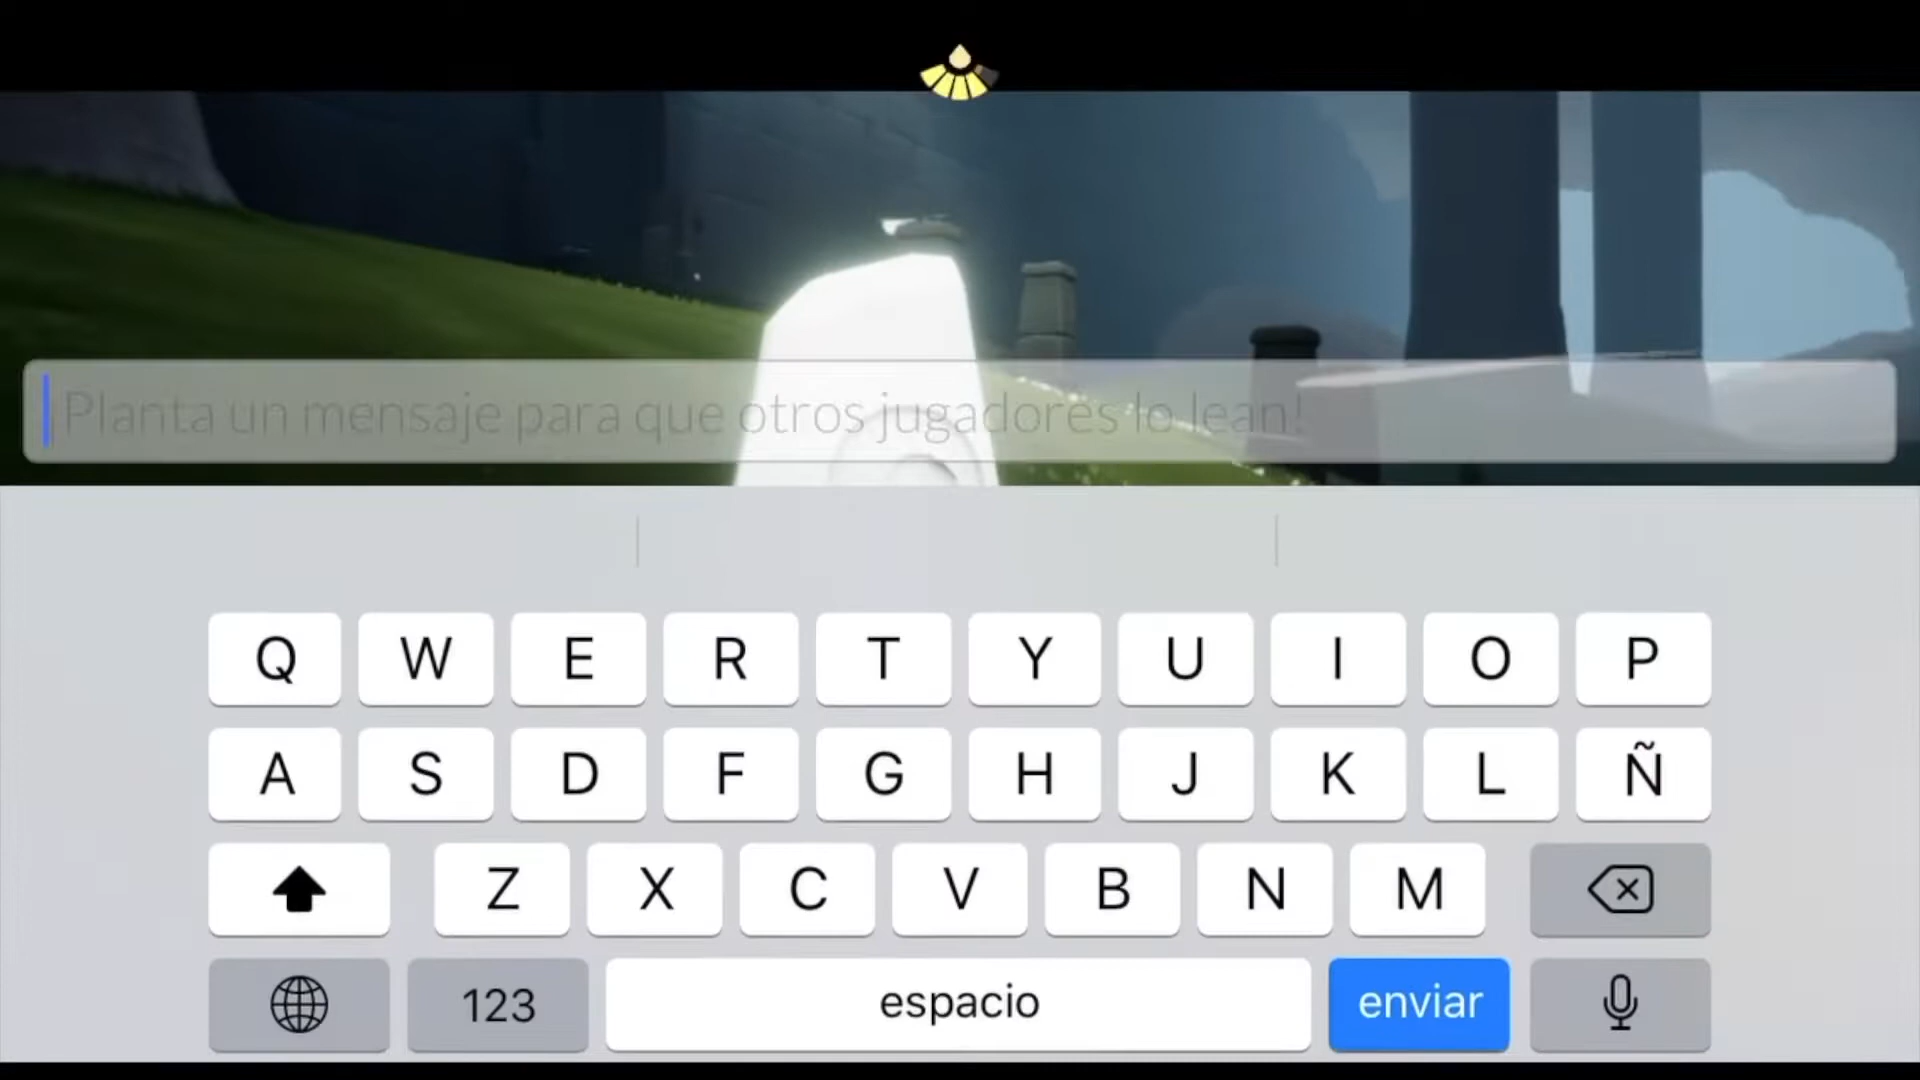 Planta un mensaje para que otros jugadores lo lean!
Q W E R T Y U I O P
A S D F G H J K L Ñ
Z X C V B N M
123 espacio enviar